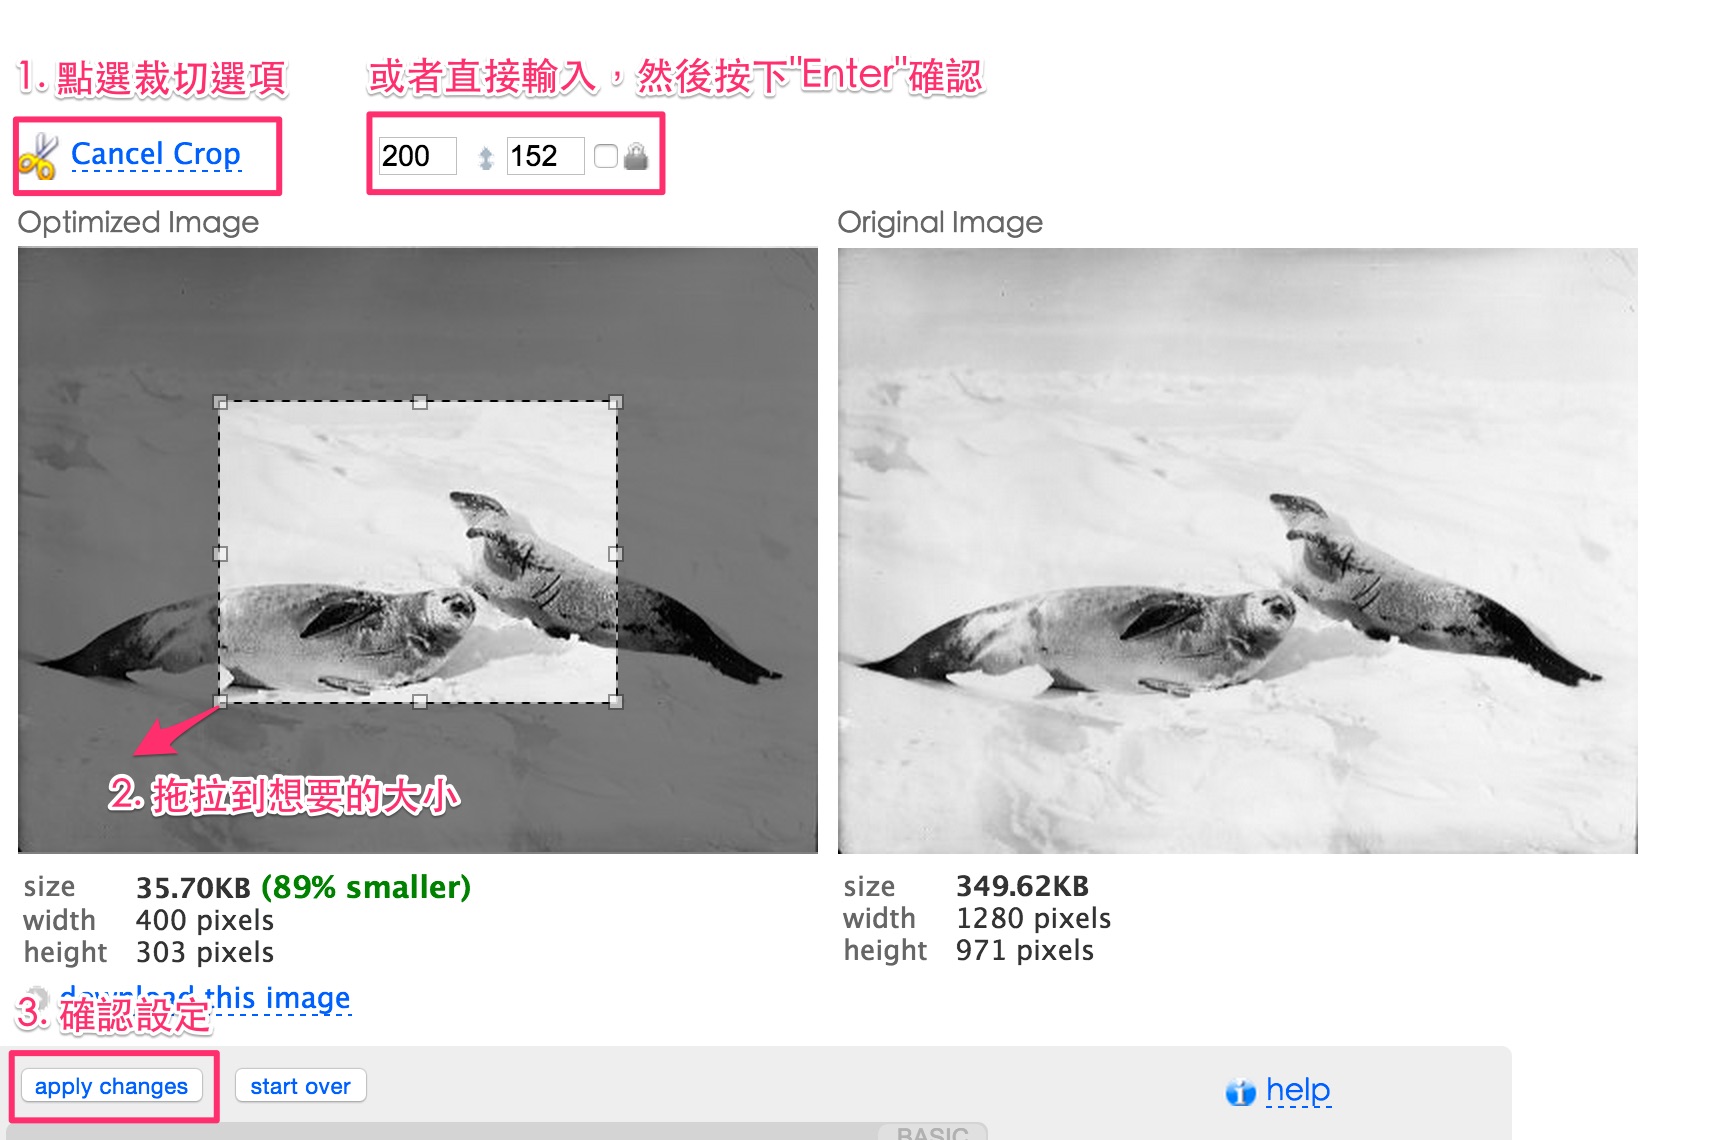 1. 點選裁切選項
或者直接輸入，然後按下"Enter"確認
Cancel Crop
200 152
Optimized Image
Original Image
2. 拖拉到想要的大小
size 35.70KB (89% smaller)
width 400 pixels
height 303 pixels
size 349.62KB
width 1280 pixels
height 971 pixels
download this image
3. 確認設定
apply changes
start over
help
BASIC